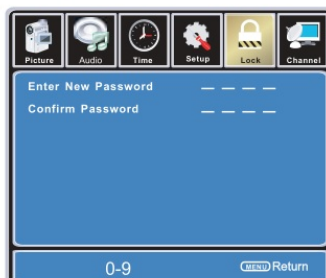 Picture Audio Time Setup Lock Channel
Enter New Password _ _ _ _
Confirm Password _ _ _ _
0-9 MENU Return